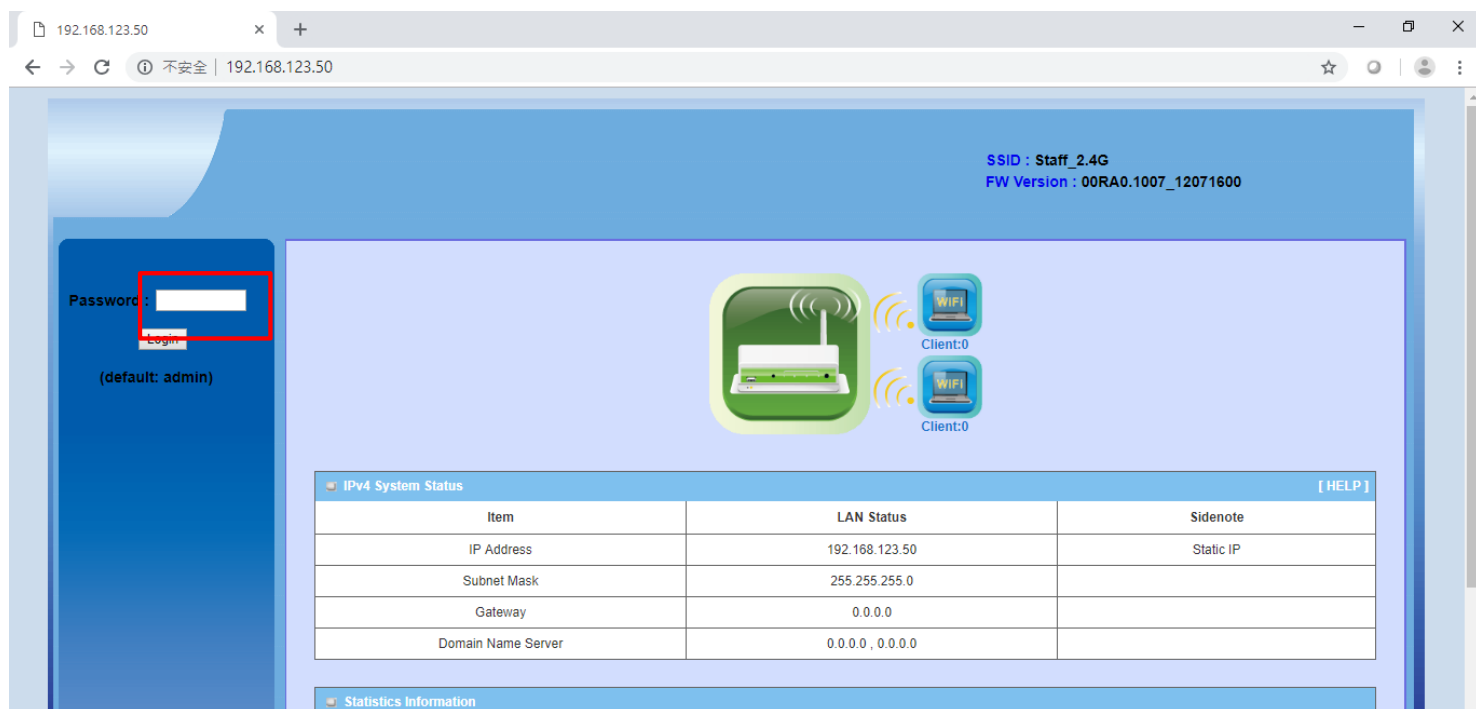 192.168.123.50
不安全 | 192.168.123.50
SSID : Staff_2.4G
FW Version : 00RA0.1007_12071600
Password :
Login
(default: admin)
WIFI
Client:0
WIFI
Client:0
IPv4 System Status [ HELP ]
Item LAN Status Sidenote
IP Address 192.168.123.50 Static IP
Subnet Mask 255.255.255.0
Gateway 0.0.0.0
Domain Name Server 0.0.0.0 , 0.0.0.0
Statistics Information